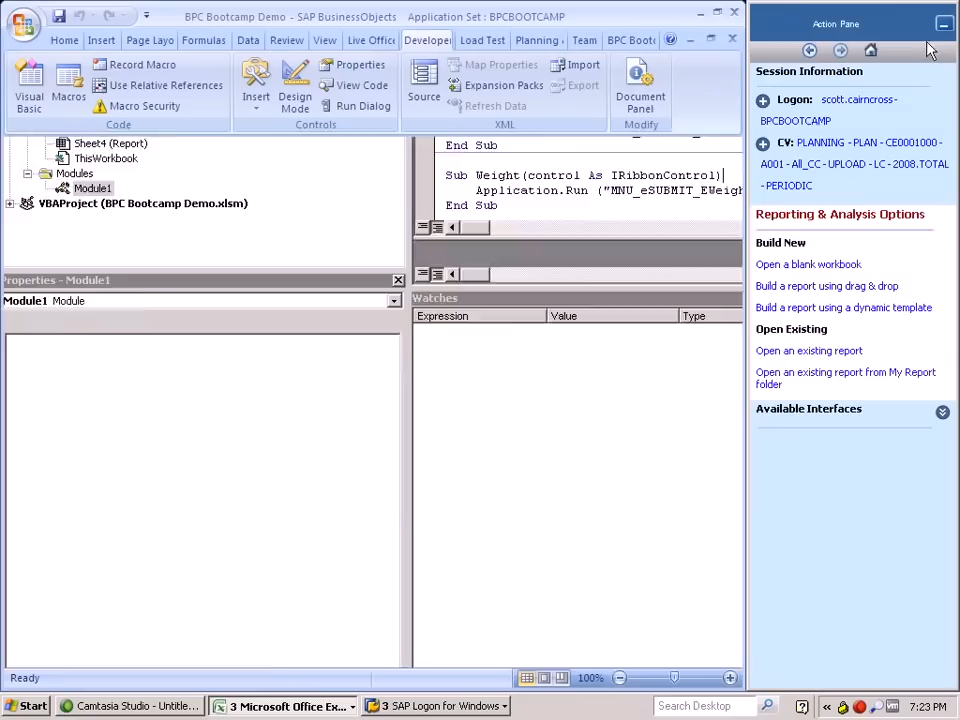 BPC Bootcamp Demo - SAP BusinessObjects   Application Set : BPCBOOTCAMP
Home Insert Page Layo Formulas Data Review View Live Office Developer Load Test Planning Team BPC Boot
Visual Basic
Macros
Record Macro
Use Relative References
Macro Security
Code
Insert
Design Mode
Properties
View Code
Run Dialog
Controls
Source
Map Properties
Expansion Packs
Refresh Data
Import
Export
XML
Document Panel
Modify
Sheet4 (Report)
ThisWorkbook
Modules
Module1
VBAProject (BPC Bootcamp Demo.xlsm)
End Sub
Sub Weight(control As IRibbonControl)
Application.Run ("MNU_eSUBMIT_EWeigh
End Sub
Properties - Module1
Module1 Module
Watches
Expression Value Type
Ready
100%
Action Pane
Session Information
Logon: scott.cairncross-
BPCBOOTCAMP
CV: PLANNING - PLAN - CE0001000 -
A001 - All_CC - UPLOAD - LC - 2008.TOTAL
- PERIODIC
Reporting & Analysis Options
Build New
Open a blank workbook
Build a report using drag & drop
Build a report using a dynamic template
Open Existing
Open an existing report
Open an existing report from My Report
folder
Available Interfaces
Start
Camtasia Studio - Untitle...
3 Microsoft Office Ex...
3 SAP Logon for Windows
Search Desktop
7:23 PM